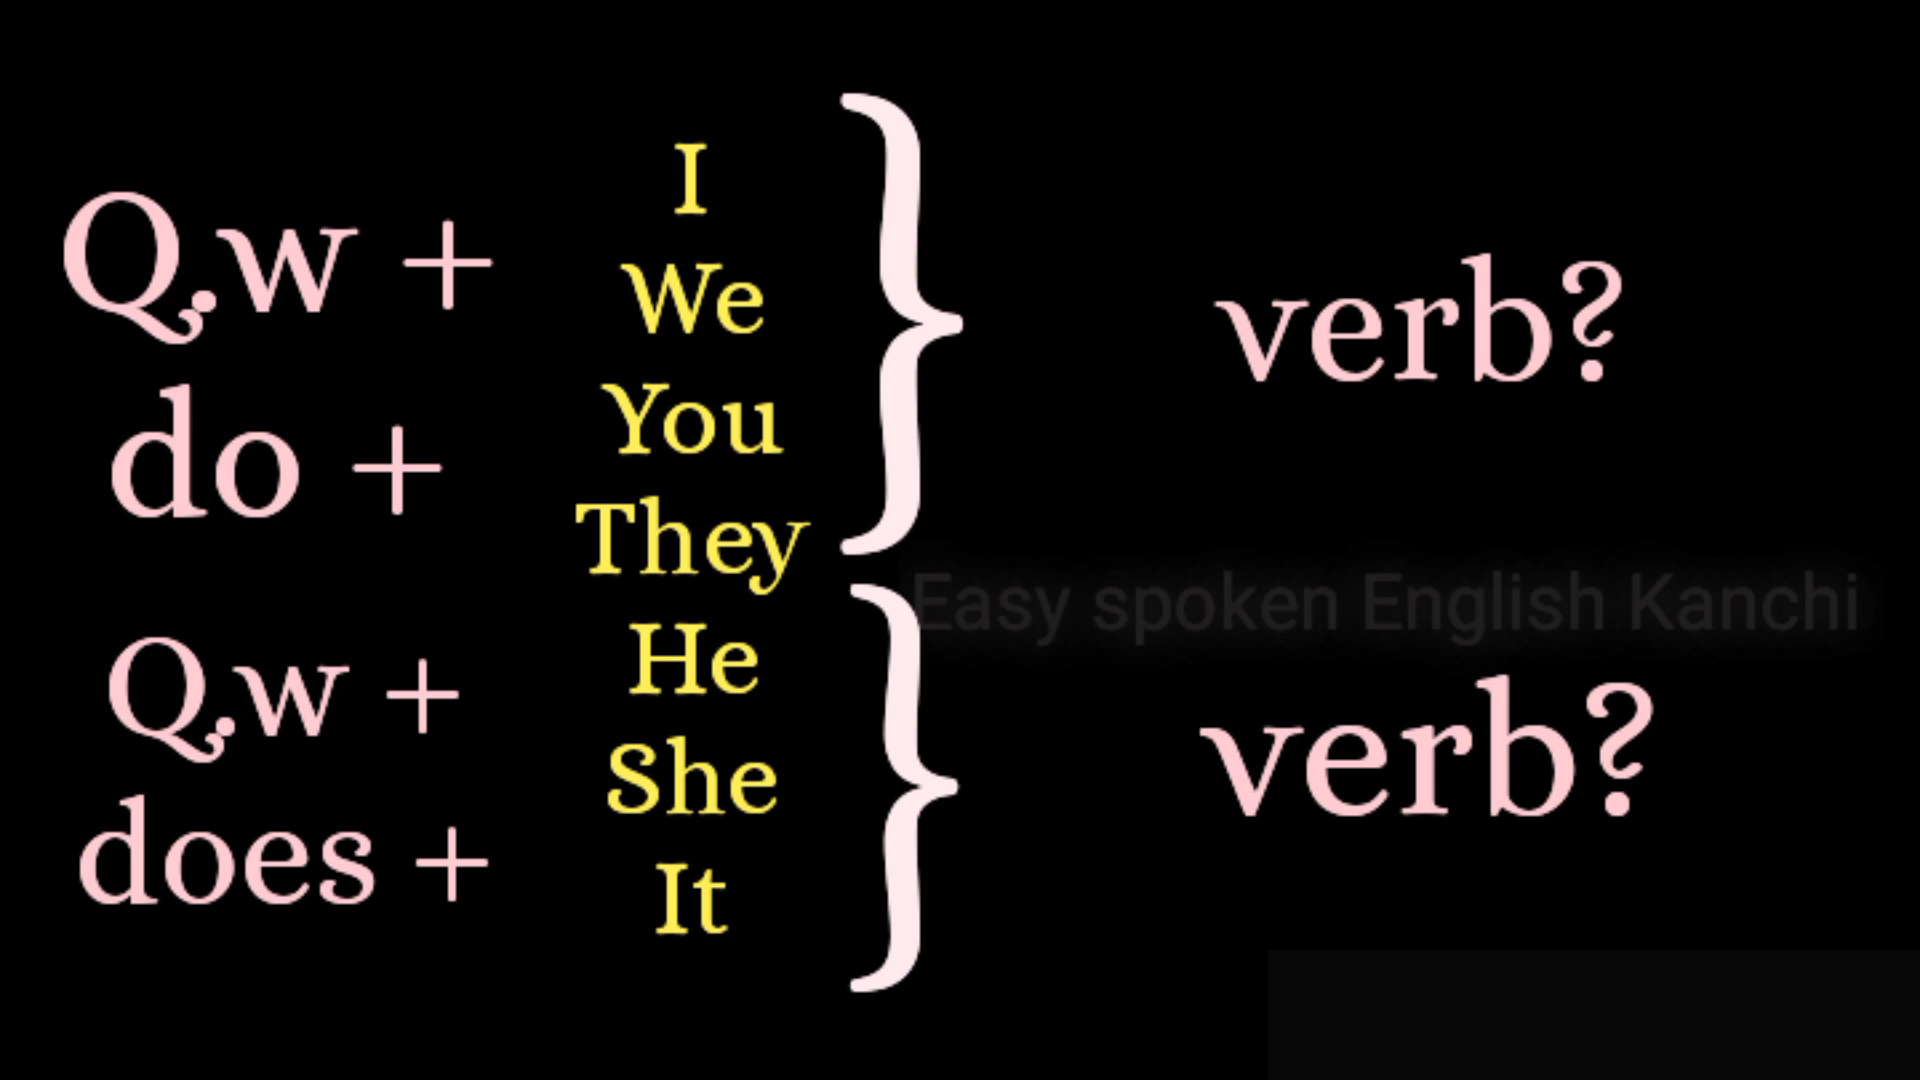 Q.w +
do +
I
We
You
They
verb?
Easy spoken English Kanchi
Q.w +
does +
He
She
It
verb?